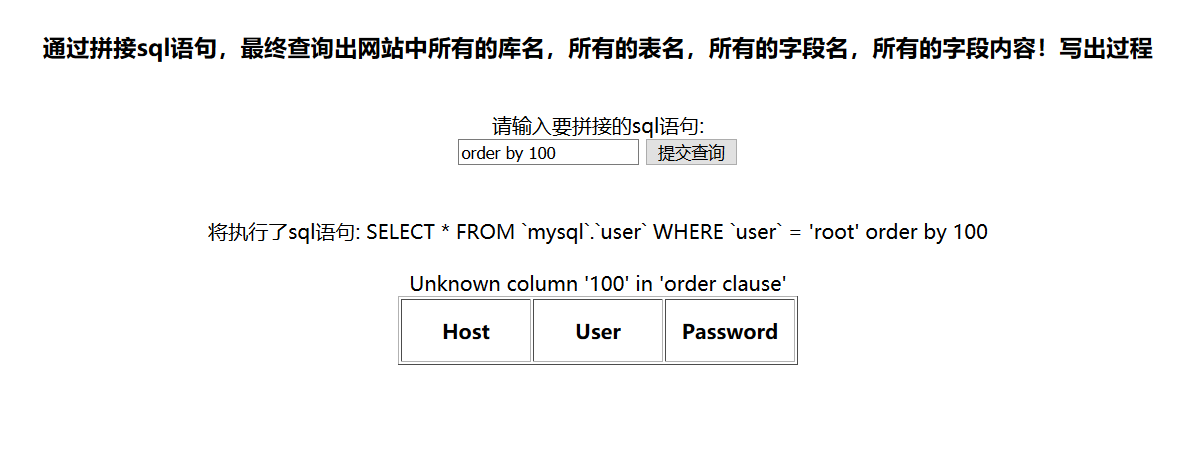 通过拼接sql语句，最终查询出网站中所有的库名，所有的表名，所有的字段名，所有的字段内容！写出过程
请输入要拼接的sql语句:
order by 100 提交查询
将执行了sql语句: SELECT * FROM `mysql`.`user` WHERE `user` = 'root' order by 100
Unknown column '100' in 'order clause'
Host User Password